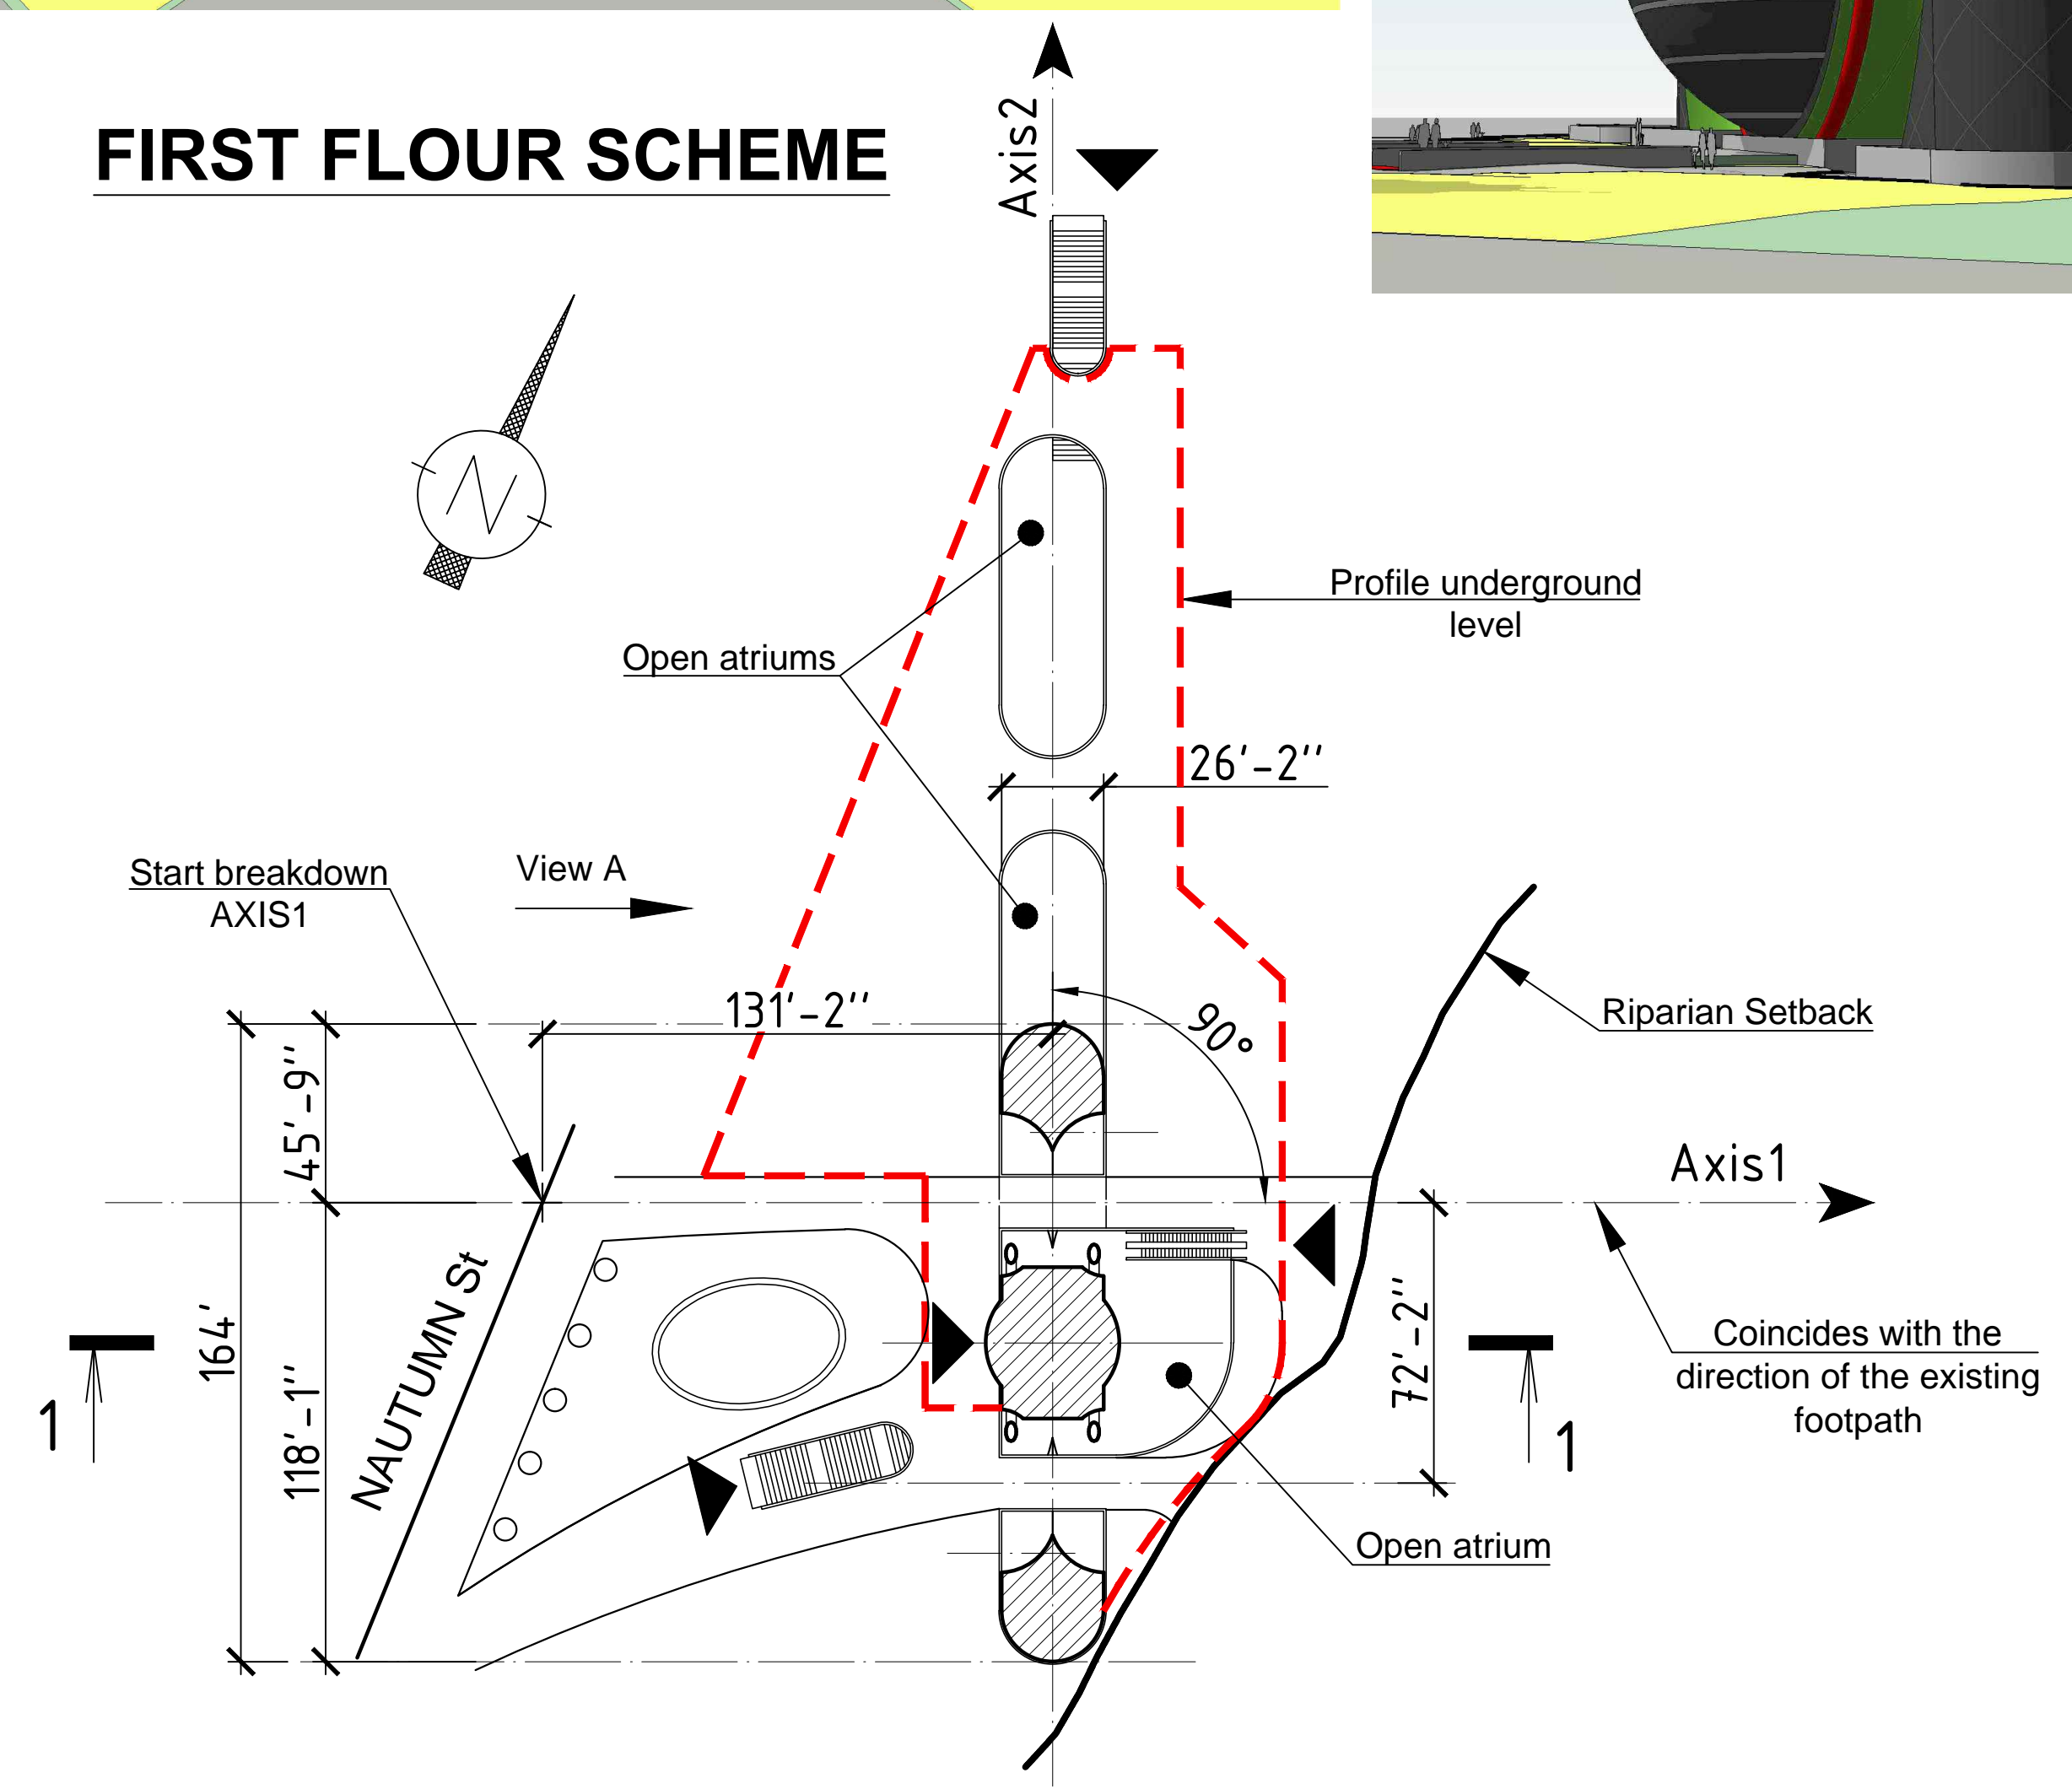 Axis2
FIRST FLOUR SCHEME
N
Profile underground
level
Open atriums
26'-2''
Start breakdown
AXIS1
View A
131'-2''
90°
Riparian Setback
45'-9''
Axis1
NAUTUMN St
164'
118'-1''
72'-2''
Coincides with the
direction of the existing
footpath
1
1
Open atrium